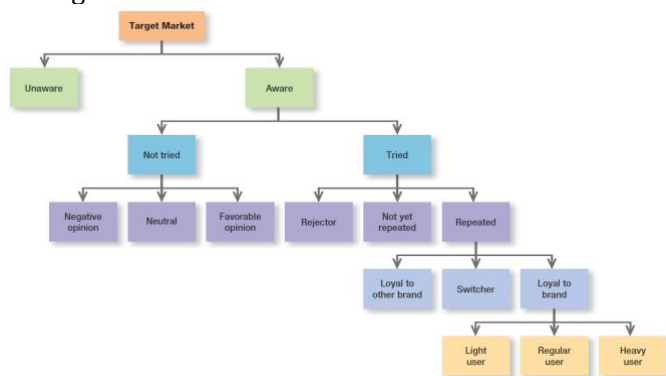 Target Market
Unaware
Aware
Not tried
Tried
Negative
opinion
Neutral
Favorable
opinion
Rejector
Not yet
repeated
Repeated
Loyal to
other brand
Switcher
Loyal to
brand
Light
user
Regular
user
Heavy
user